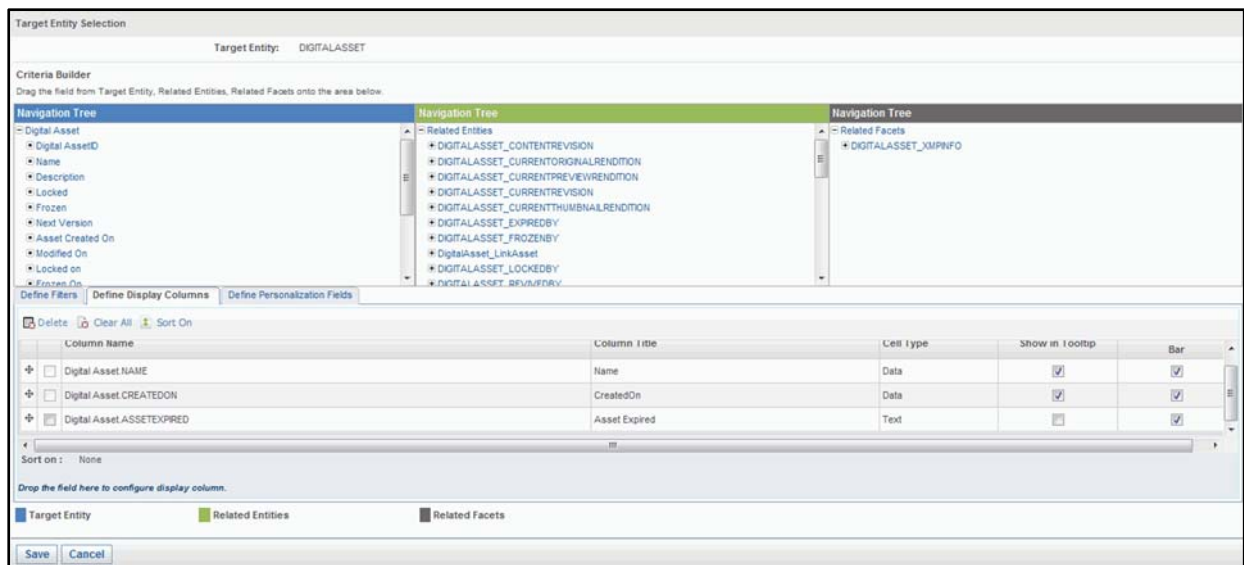 Target Entity Selection
Target Entity: DIGITALASSET
Criteria Builder
Drag the field from Target Entity, Related Entities, Related Facets onto the area below.
Navigation Tree
Digital Asset
Digital AssetID
Name
Description
Locked
Frozen
Next Version
Asset Created On
Modified On
Locked on
Frozen On
Navigation Tree
Related Entities
DIGITALASSET_CONTENTREVISION
DIGITALASSET_CURRENTORIGINALRENDITION
DIGITALASSET_CURRENTPREVIEWRENDITION
DIGITALASSET_CURRENTREVISION
DIGITALASSET_CURRENTTHUMBNAILRENDITION
DIGITALASSET_EXPIREDBY
DIGITALASSET_FROZENBY
DigitalAsset_LinkAsset
DIGITALASSET_LOCKEDBY
DIGITALASSET_REVIVEDBY
Navigation Tree
Related Facets
DIGITALASSET_XMPINFO
Define Filters Define Display Columns Define Personalization Fields
Delete Clear All Sort On
Column Name Column Title Cell Type Show in Tooltip Bar
Digital Asset.NAME Name Data
Digital Asset.CREATEDON CreatedOn Data
Digital Asset.ASSETEXPIRED Asset Expired Text
Sort on : None
Drop the field here to configure display column.
Target Entity Related Entities Related Facets
Save Cancel